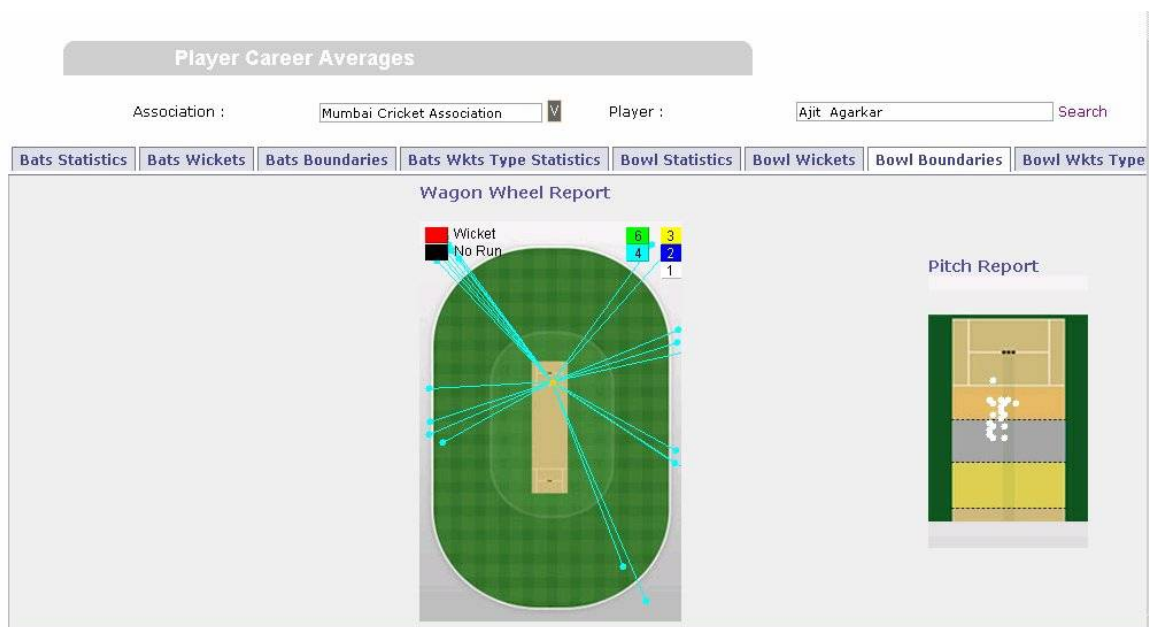 Player Career Averages
Association : Mumbai Cricket Association V Player : Ajit Agarkar Search
Bats Statistics Bats Wickets Bats Boundaries Bats Wkts Type Statistics Bowl Statistics Bowl Wickets Bowl Boundaries Bowl Wkts Type
Wagon Wheel Report
Wicket 6 3
No Run 4 2
1
Pitch Report